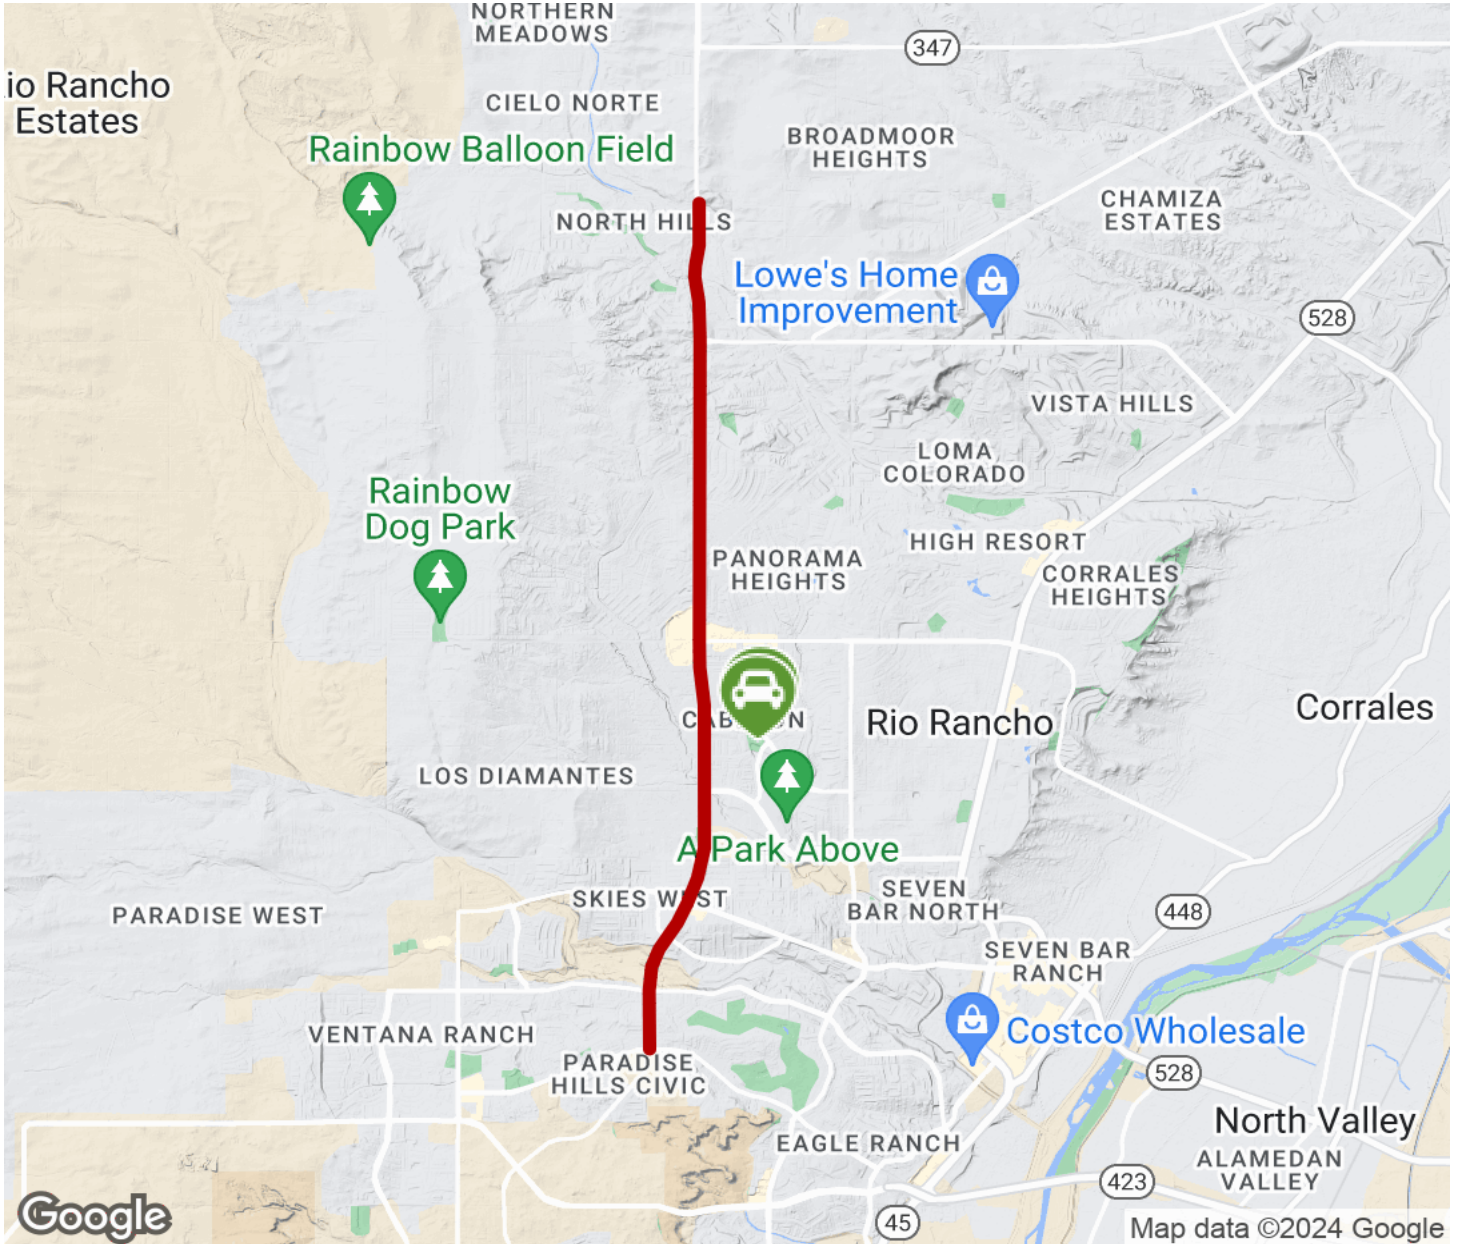 NORTHERN
MEADOWS
347
io Rancho
Estates
CIELO NORTE
BROADMOOR
HEIGHTS
Rainbow Balloon Field
CHAMIZA
ESTATES
NORTH HILLS
Lowe's Home
Improvement
528
VISTA HILLS
LOMA
COLORADO
Rainbow
Dog Park
HIGH RESORT
PANORAMA
HEIGHTS
CORRALES
HEIGHTS
Rio Rancho
Corrales
LOS DIAMANTES
A Park Above
SKIES WEST
SEVEN
BAR NORTH
PARADISE WEST
448
SEVEN BAR
RANCH
VENTANA RANCH
Costco Wholesale
PARADISE
HILLS CIVIC
528
North Valley
EAGLE RANCH
ALAMEDAN
VALLEY
423
Google
45
Map data ©2024 Google